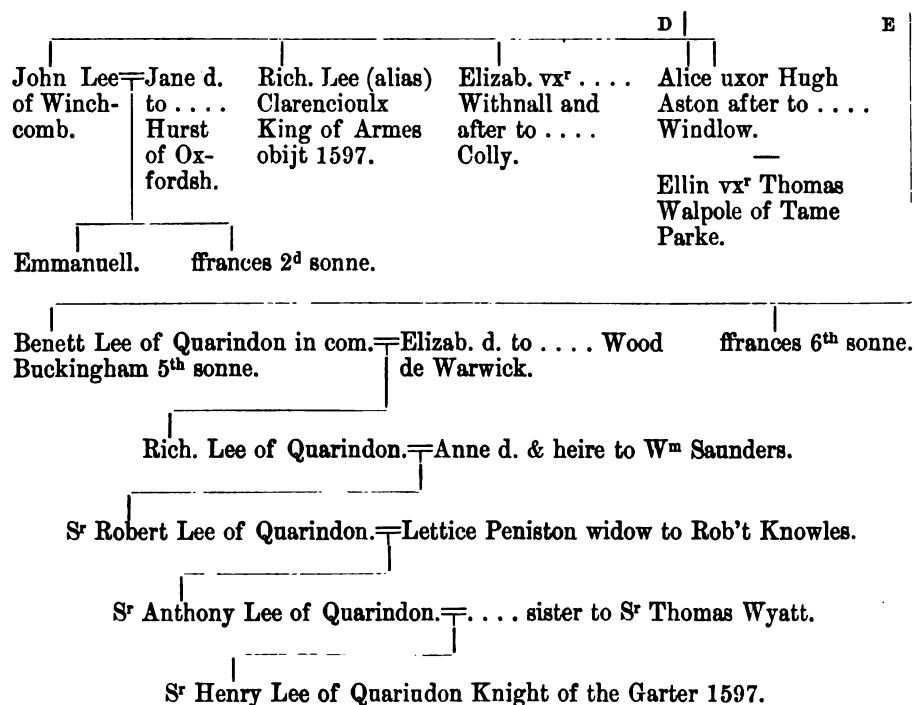 D E
John Lee=Jane d.
of Winch-
comb.
to . . . .
Hurst
of Ox-
fordsh.
Rich. Lee (alias)
Clarencioulx
King of Armes
obijt 1597.
Elizab. vxʳ . . . .
Withnall and
after to . . . .
Colly.
Alice uxor Hugh
Aston after to . . . .
Windlow.
—
Ellin vxʳ Thomas
Walpole of Tame
Parke.
Emmanuell. ffrances 2ᵈ sonne.
Benett Lee of Quarindon in com.=Elizab. d. to . . . . Wood
Buckingham 5ᵗʰ sonne.
de Warwick.
ffrances 6ᵗʰ sonne.
Rich. Lee of Quarindon.=Anne d. & heire to Wᵐ Saunders.
Sʳ Robert Lee of Quarindon.=Lettice Peniston widow to Rob't Knowles.
Sʳ Anthony Lee of Quarindon.=. . . . sister to Sʳ Thomas Wyatt.
Sʳ Henry Lee of Quarindon Knight of the Garter 1597.